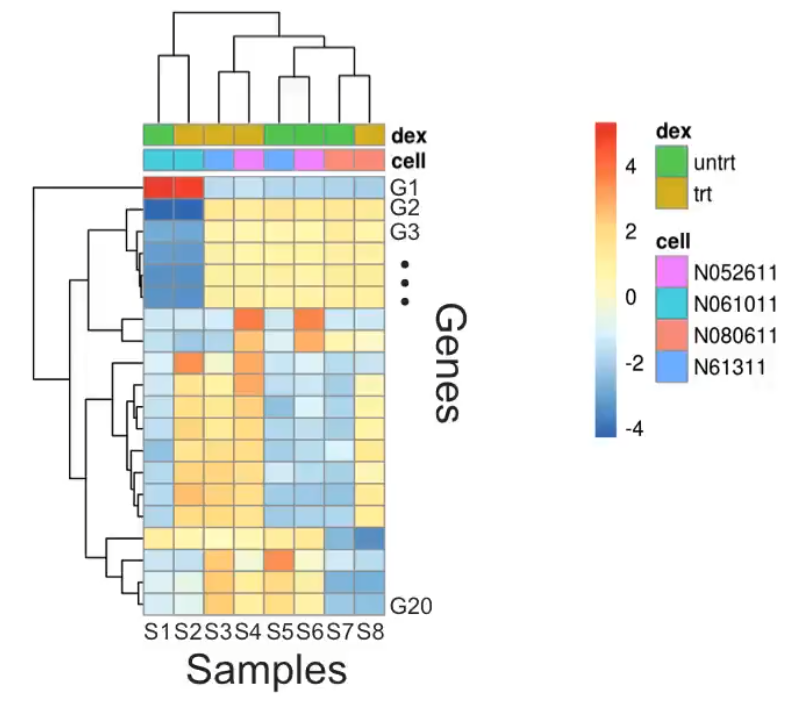 dex
cell
G1
G2
G3
G20
Genes
S1 S2 S3 S4 S5 S6 S7 S8
Samples
4
2
0
-2
-4
dex
untrt
trt
cell
N052611
N061011
N080611
N61311